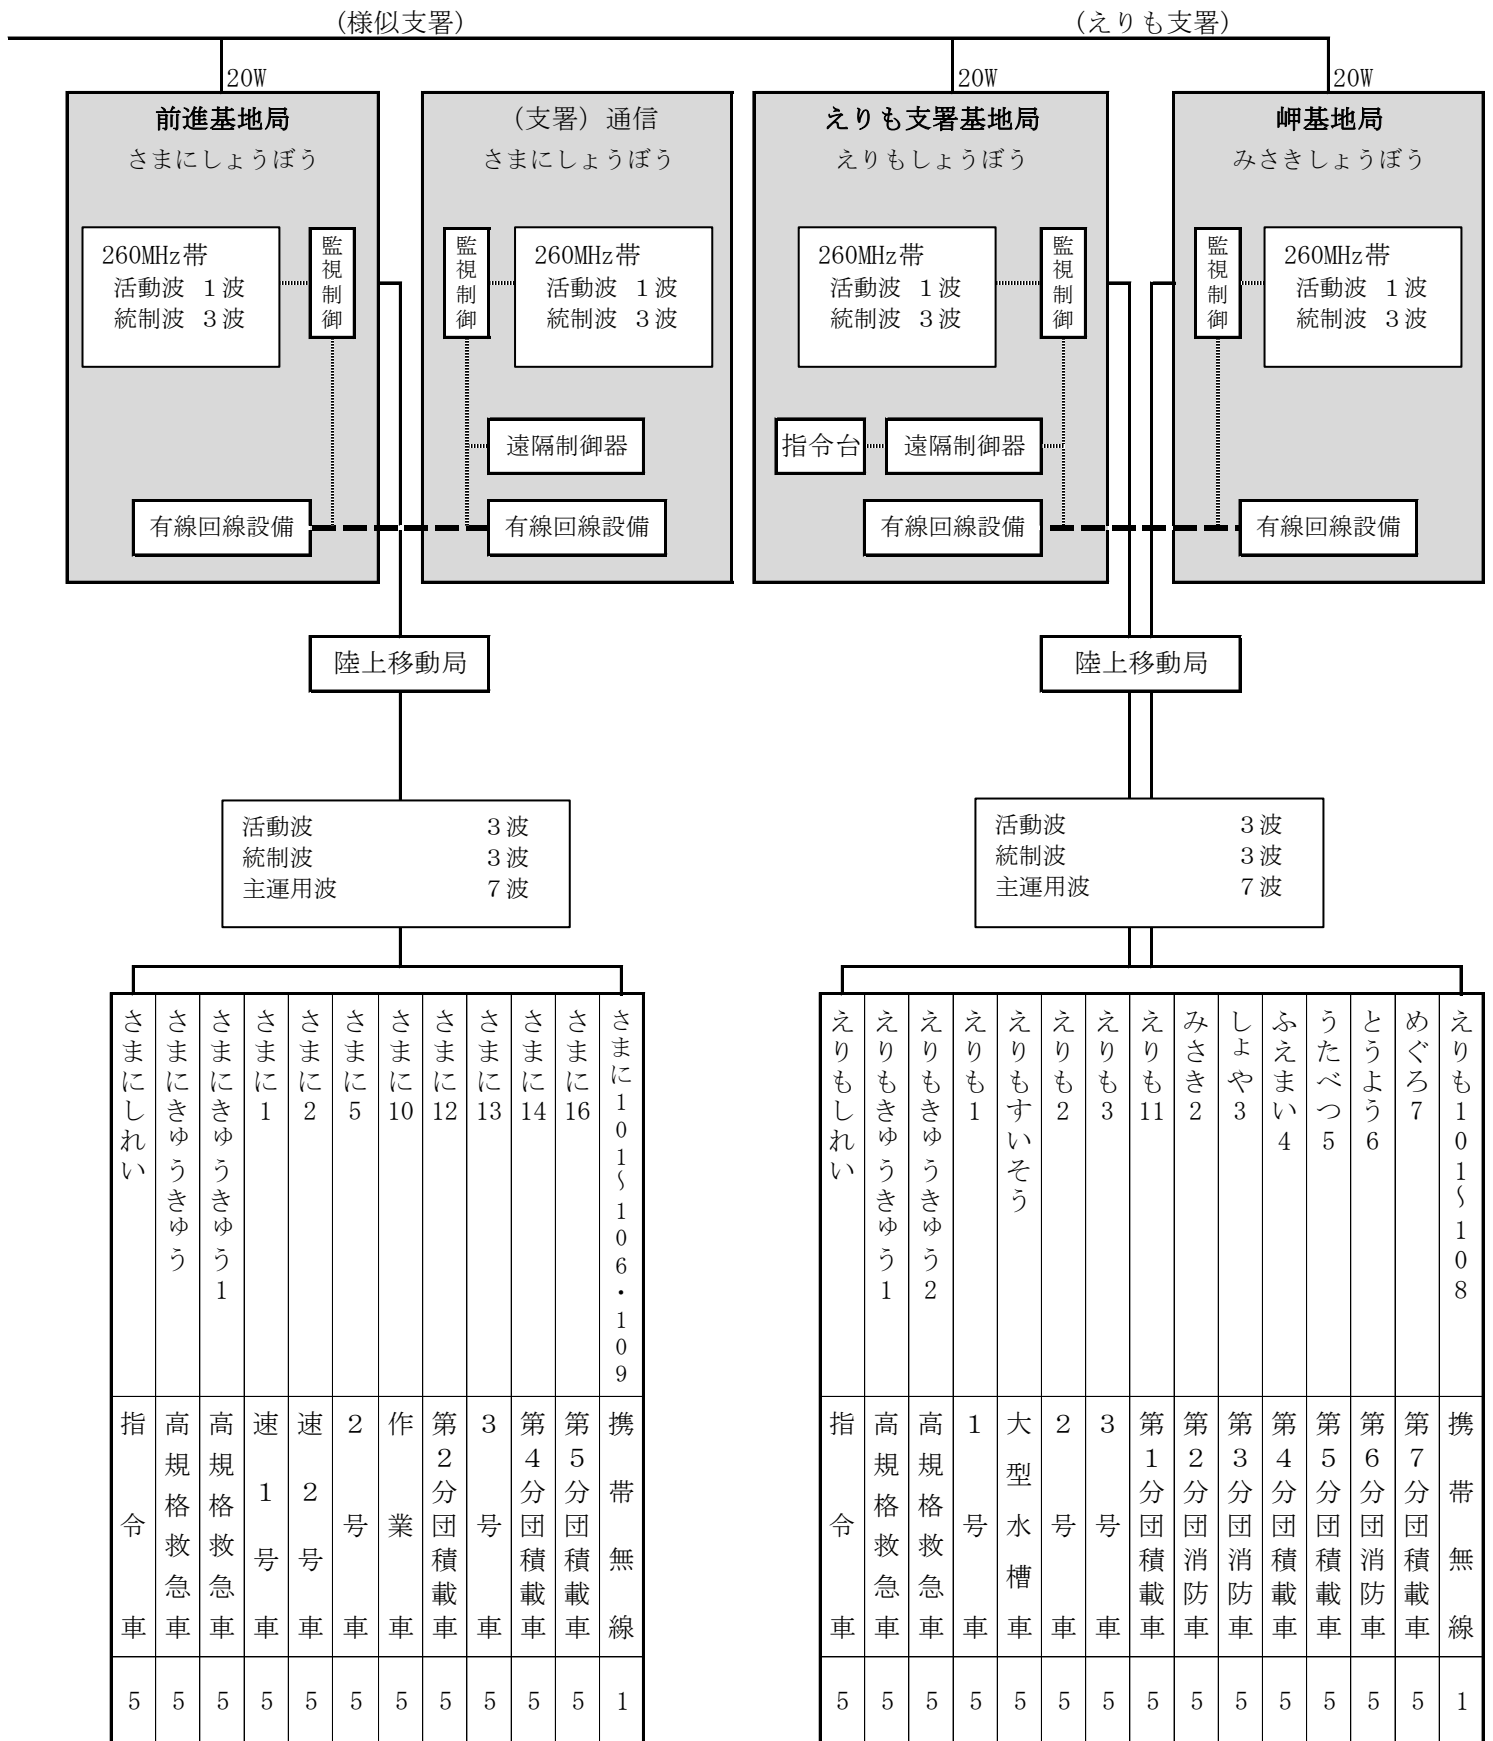 (様似支署)
(えりも支署)
20W
20W
20W
前進基地局
さまにしょうぼう
260MHz帯
活動波 1波
統制波 3波
監視制御
有線回線設備
(支署)通信
さまにしょうぼう
監視制御
260MHz帯
活動波 1波
統制波 3波
遠隔制御器
有線回線設備
えりも支署基地局
えりもしょうぼう
260MHz帯
活動波 1波
統制波 3波
監視制御
指令台
遠隔制御器
有線回線設備
岬基地局
みさきしょうぼう
監視制御
260MHz帯
活動波 1波
統制波 3波
有線回線設備
陸上移動局
陸上移動局
活動波 3波
統制波 3波
主運用波 7波
活動波 3波
統制波 3波
主運用波 7波
さまにしれい
さまにきゅうきゅう
さまにきゅうきゅう1
さまに1
さまに2
さまに5
さまに10
さまに12
さまに13
さまに14
さまに16
さまに101~106・109
指令車
高規格救急車
高規格救急車
速1号車
速2号車
2号車
作業車
第2分団積載車
3号車
第4分団積載車
第5分団積載車
携帯無線
5 5 5 5 5 5 5 5 5 5 5 1
えりもしれい
えりもきゅうきゅう1
えりもきゅうきゅう2
えりも1
えりもすいそう
えりも2
えりも3
えりも11
みさき2
しょや3
ふえまい4
うたべつ5
とうよう6
めぐろ7
えりも101~108
指令車
高規格救急車
高規格救急車
1号車
大型水槽車
2号車
3号車
第1分団積載車
第2分団消防車
第3分団消防車
第4分団積載車
第5分団積載車
第6分団消防車
第7分団積載車
携帯無線
5 5 5 5 5 5 5 5 5 5 5 5 5 5 1